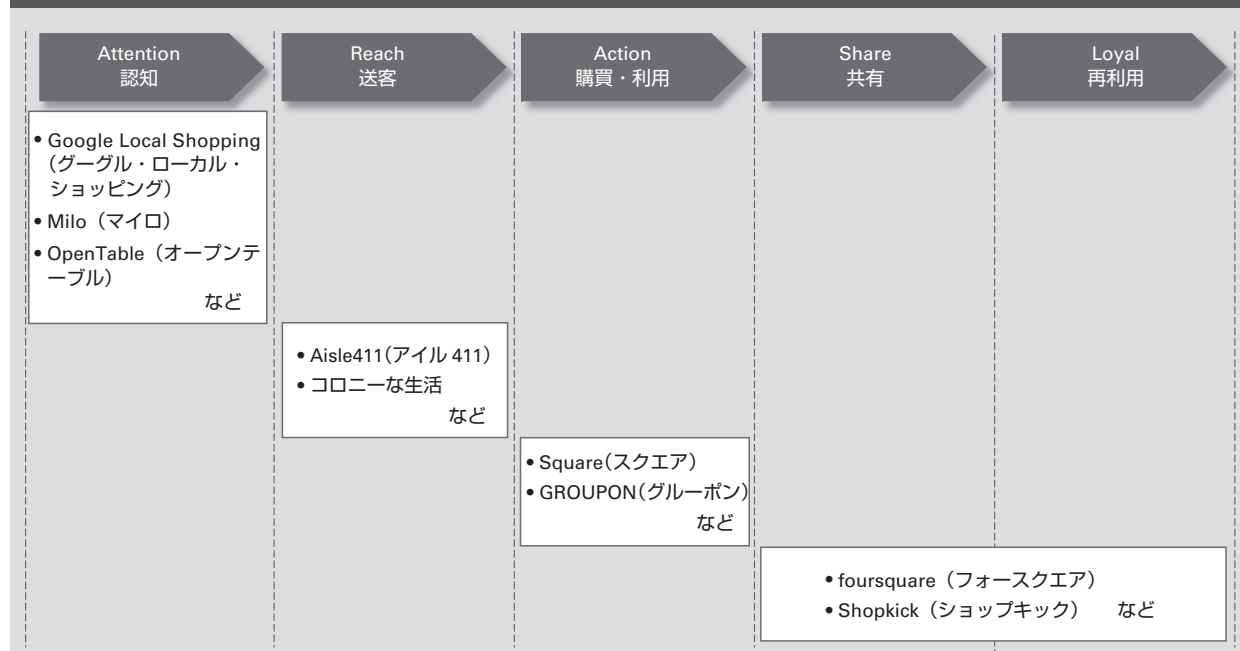 Attention
認知
Reach
送客
Action
購買・利用
Share
共有
Loyal
再利用
• Google Local Shopping
（グーグル・ローカル・
ショッピング）
• Milo（マイロ）
• OpenTable（オープンテ
ーブル）
など
• Aisle411（アイル 411）
• コロニーな生活
など
• Square（スクエア）
• GROUPON（グルーポン）
など
• foursquare（フォースクエア）
• Shopkick（ショップキック） など